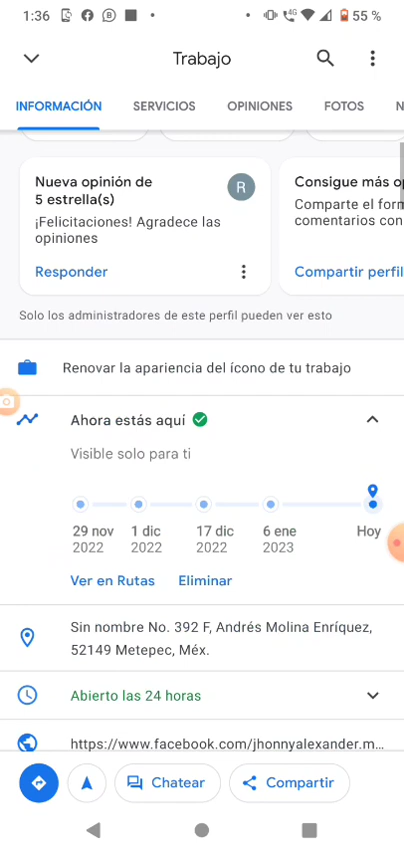 1:36
4G
55 %
Trabajo
INFORMACIÓN SERVICIOS OPINIONES FOTOS N
Nueva opinión de
5 estrella(s)
R
¡Felicitaciones! Agradece las
opiniones
Responder
Consigue más o
Comparte el form
comentarios con
Compartir perfil
Solo los administradores de este perfil pueden ver esto
Renovar la apariencia del ícono de tu trabajo
Ahora estás aquí
Visible solo para ti
29 nov 1 dic 17 dic 6 ene Hoy
2022 2022 2022 2023
Ver en Rutas Eliminar
Sin nombre No. 392 F, Andrés Molina Enríquez,
52149 Metepec, Méx.
Abierto las 24 horas
https://www.facebook.com/jhonnyalexander.m...
Chatear Compartir